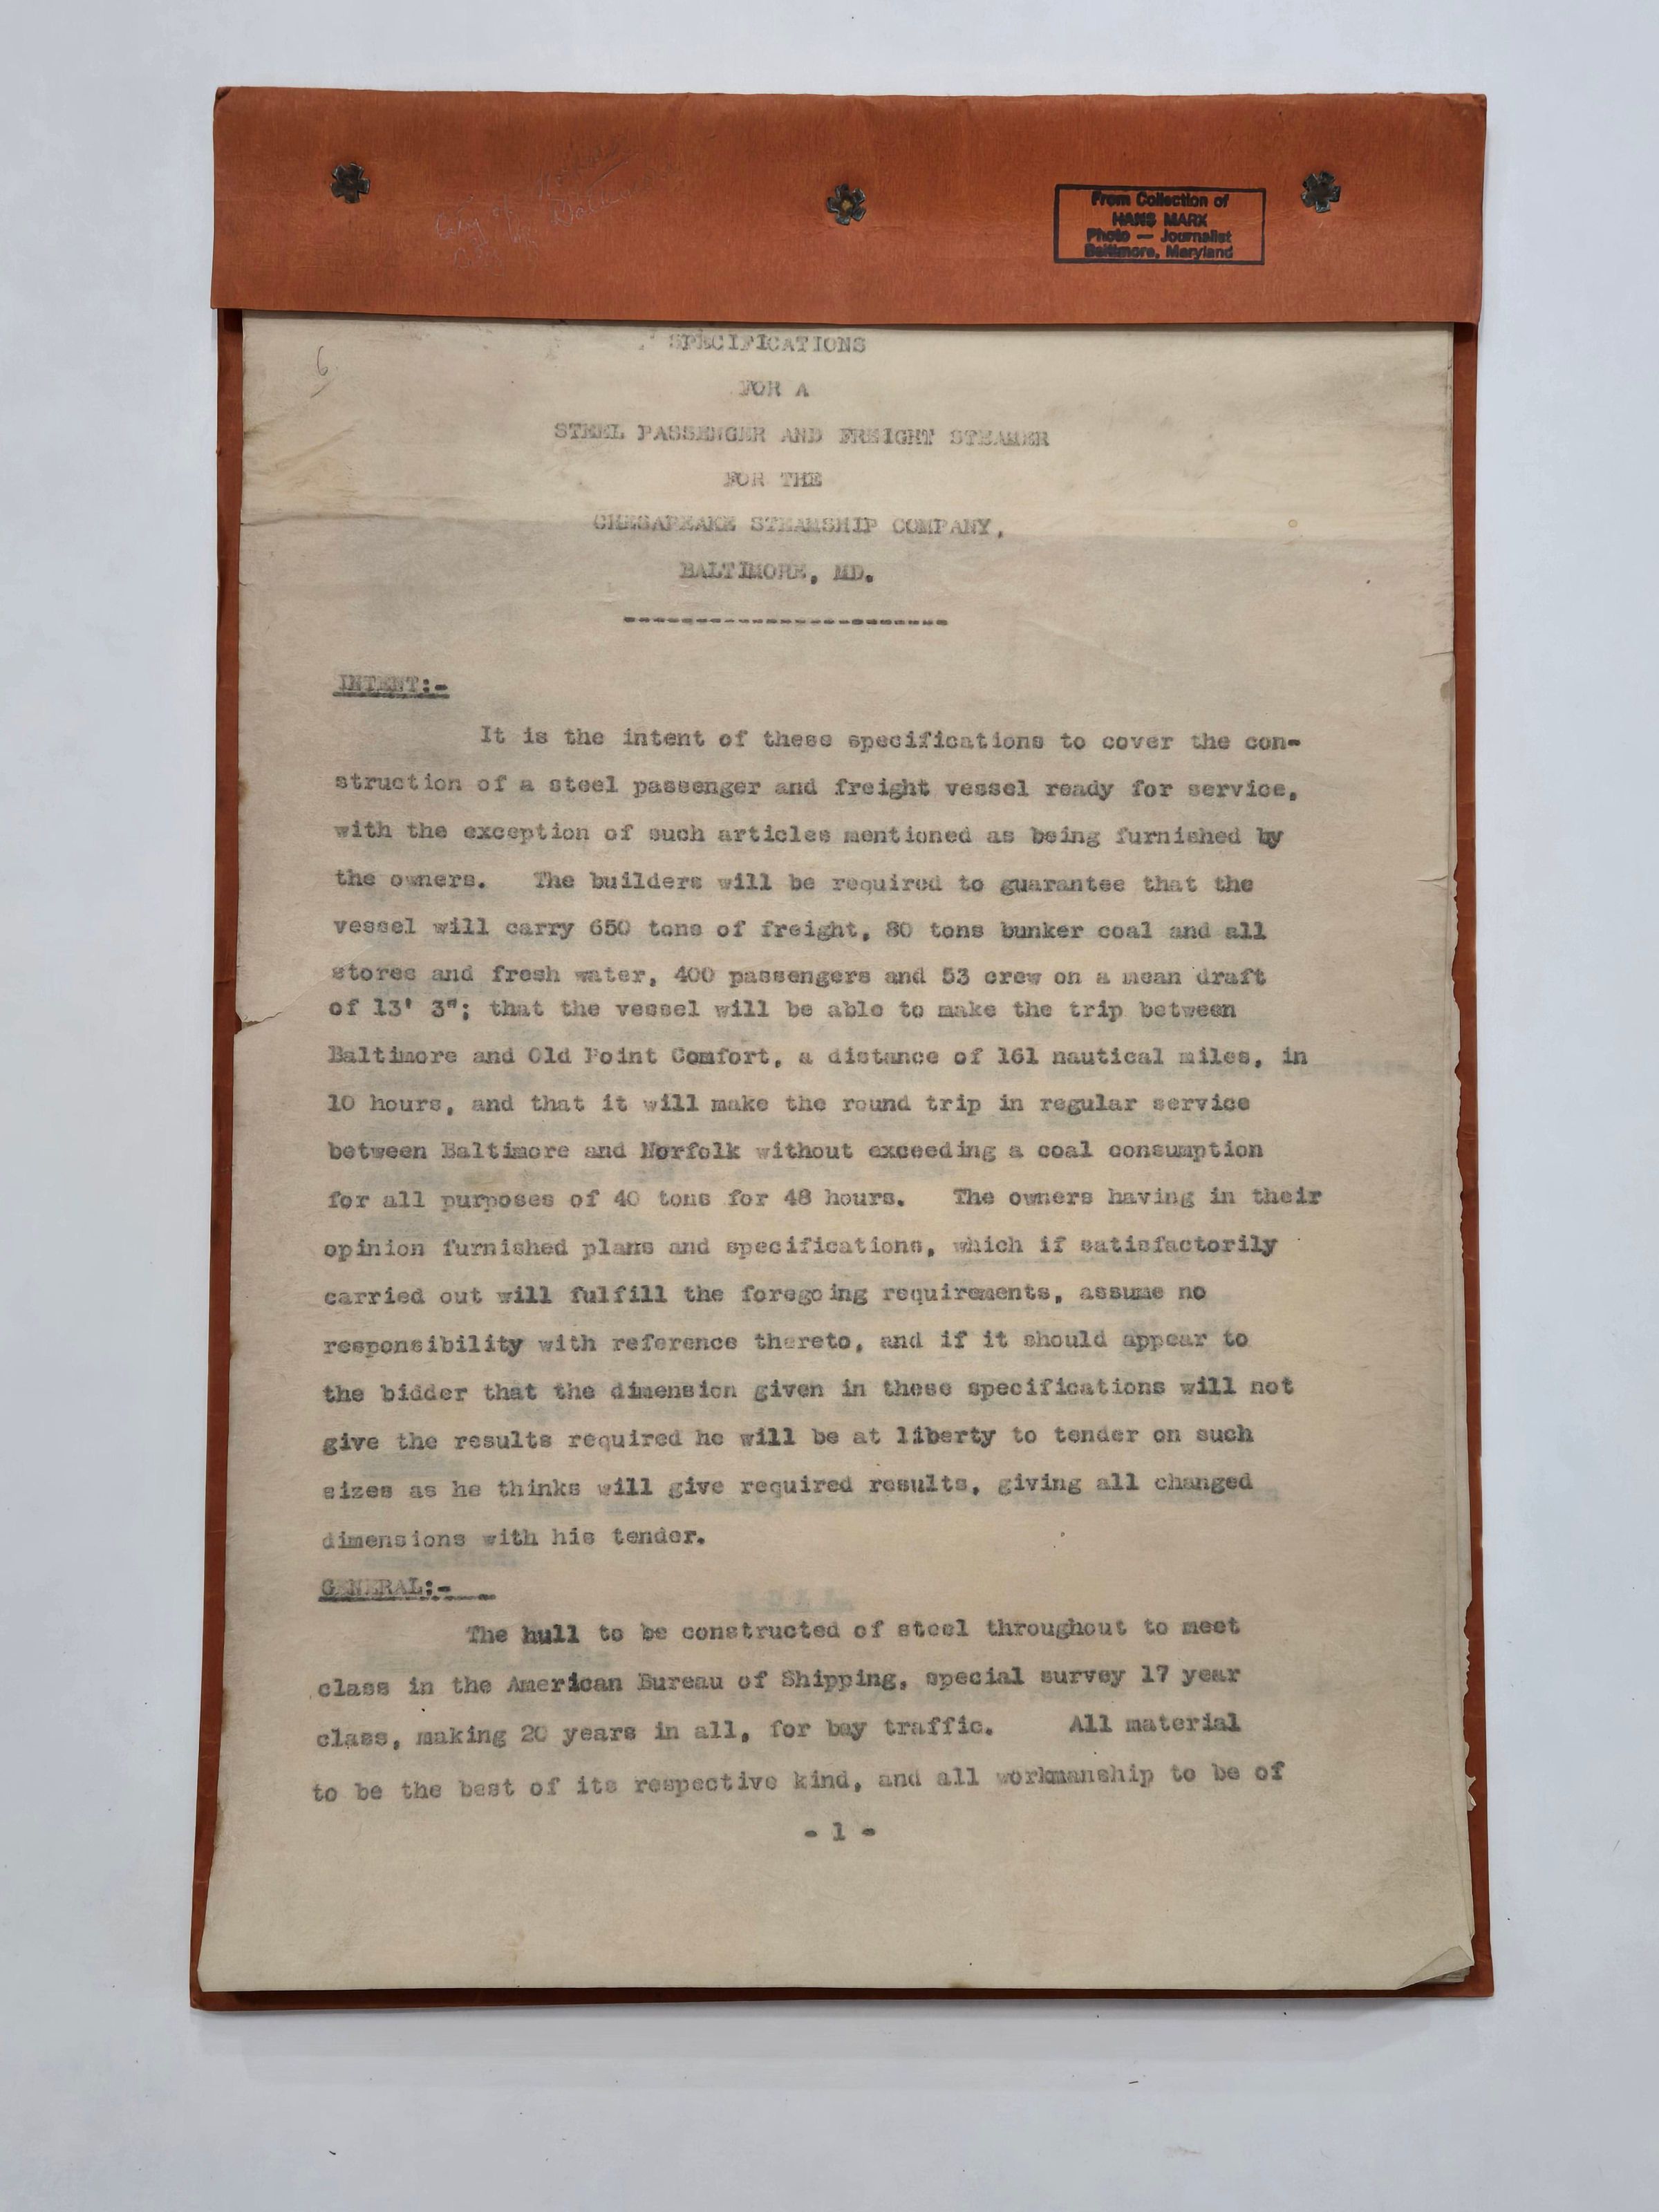 City of
From Collection of
HANS MARX
Photo — Journalist
Baltimore, Maryland
6
SPECIFICATIONS
FOR A
STEEL PASSENGER AND FREIGHT STEAMER
FOR THE
CHESAPEAKE STEAMSHIP COMPANY,
BALTIMORE, MD.
-----------------------
INTENT:-
It is the intent of these specifications to cover the con-
struction of a steel passenger and freight vessel ready for service,
with the exception of such articles mentioned as being furnished by
the owners. The builders will be required to guarantee that the
vessel will carry 650 tons of freight, 80 tons bunker coal and all
stores and fresh water, 400 passengers and 53 crew on a mean draft
of 13' 3"; that the vessel will be able to make the trip between
Baltimore and Old Point Comfort, a distance of 161 nautical miles, in
10 hours, and that it will make the round trip in regular service
between Baltimore and Norfolk without exceeding a coal consumption
for all purposes of 40 tons for 48 hours. The owners having in their
opinion furnished plans and specifications, which if satisfactorily
carried out will fulfill the foregoing requirements, assume no
responsibility with reference thereto, and if it should appear to
the bidder that the dimension given in these specifications will not
give the results required he will be at liberty to tender on such
sizes as he thinks will give required results, giving all changed
dimensions with his tender.
GENERAL:-
The hull to be constructed of steel throughout to meet
class in the American Bureau of Shipping, special survey 17 year
class, making 20 years in all, for bay traffic. All material
to be the best of its respective kind, and all workmanship to be of
- 1 -